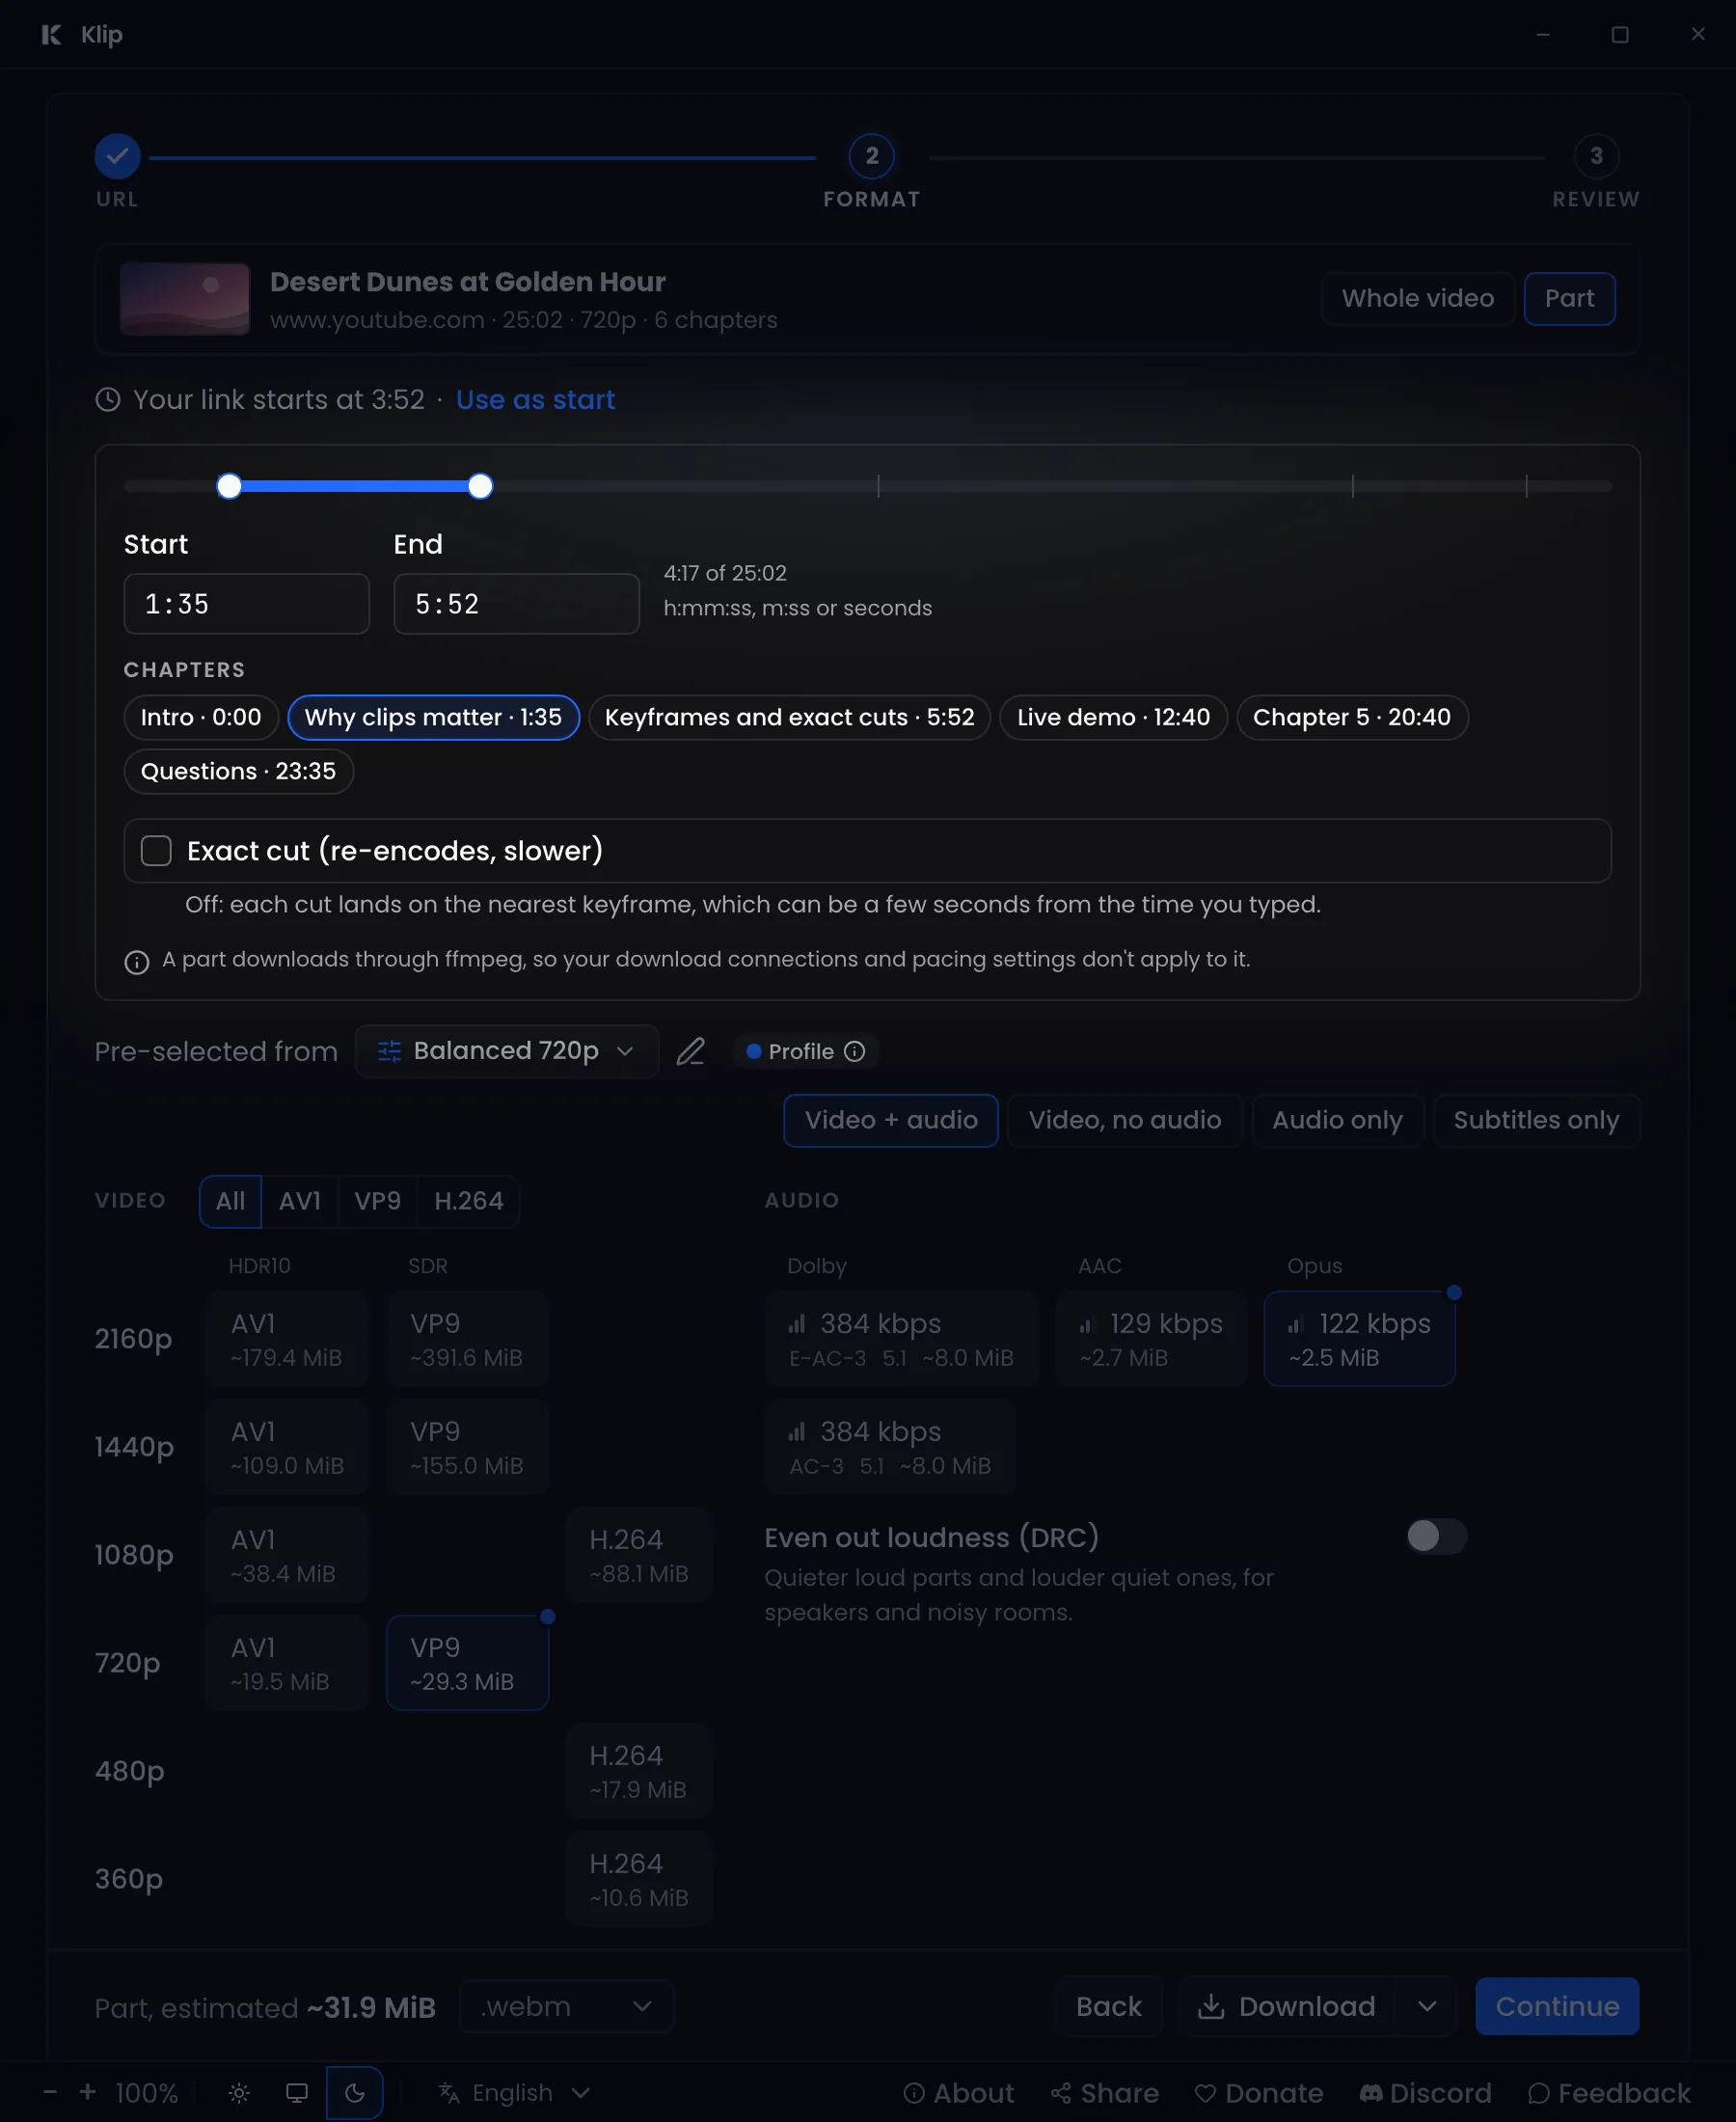 Klip
2
3
URL
FORMAT
REVIEW
Desert Dunes at Golden Hour
www.youtube.com · 25:02 · 720p · 6 chapters
Whole video
Part
Your link starts at 3:52 · Use as start
Start
End
1:35
5:52
4:17 of 25:02
h:mm:ss, m:ss or seconds
CHAPTERS
Intro · 0:00
Why clips matter · 1:35
Keyframes and exact cuts · 5:52
Live demo · 12:40
Chapter 5 · 20:40
Questions · 23:35
Exact cut (re-encodes, slower)
Off: each cut lands on the nearest keyframe, which can be a few seconds from the time you typed.
A part downloads through ffmpeg, so your download connections and pacing settings don't apply to it.
Pre-selected from
Balanced 720p
Profile
Video + audio
Video, no audio
Audio only
Subtitles only
VIDEO
All
AV1
VP9
H.264
HDR10
SDR
2160p
AV1
~179.4 MiB
VP9
~391.6 MiB
1440p
AV1
~109.0 MiB
VP9
~155.0 MiB
1080p
AV1
~38.4 MiB
H.264
~88.1 MiB
720p
AV1
~19.5 MiB
VP9
~29.3 MiB
480p
H.264
~17.9 MiB
360p
H.264
~10.6 MiB
AUDIO
Dolby
AAC
Opus
384 kbps
E-AC-3 5.1 ~8.0 MiB
129 kbps
~2.7 MiB
122 kbps
~2.5 MiB
384 kbps
AC-3 5.1 ~8.0 MiB
Even out loudness (DRC)
Quieter loud parts and louder quiet ones, for
speakers and noisy rooms.
Part, estimated ~31.9 MiB
.webm
Back
Download
Continue
− + 100%
English
About
Share
Donate
Discord
Feedback